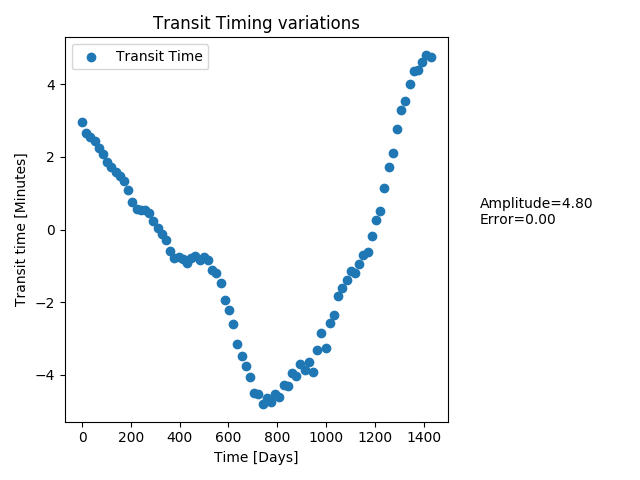 Transit Timing variations
Transit Time
Transit time [Minutes]
4
2
0
−2
−4
0 200 400 600 800 1000 1200 1400
Time [Days]
Amplitude=4.80
Error=0.00